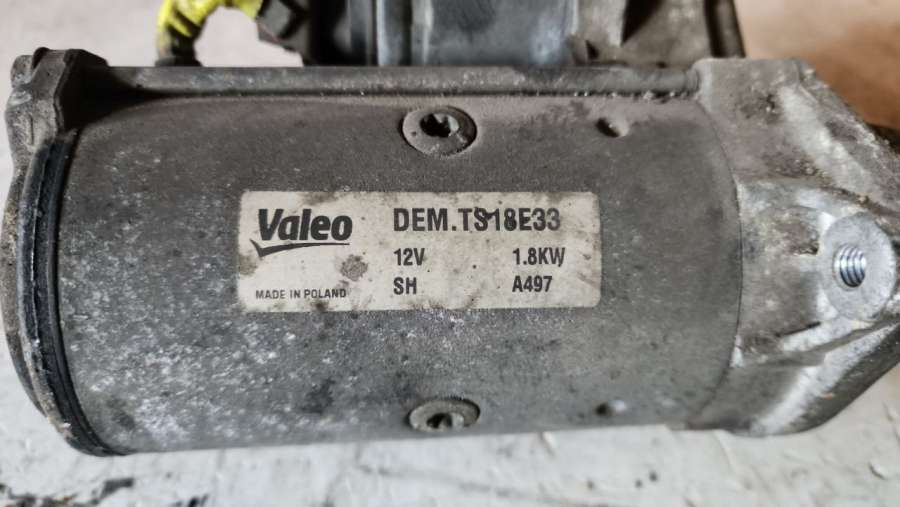 Valeo DEM.TS18E33
12V 1.8KW
MADE IN POLAND SH A497